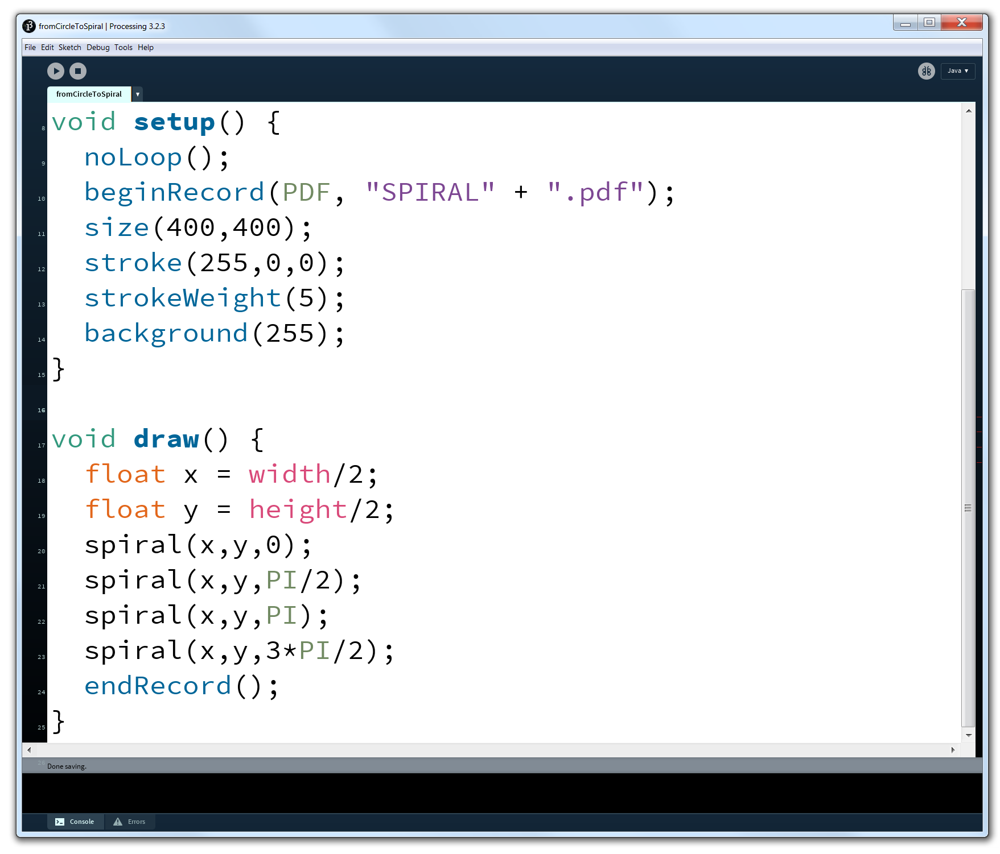 fromCircleToSpiral | Processing 3.2.3
File Edit Sketch Debug Tools Help
Java ▾
fromCircleToSpiral ▾
8 void setup() {
9   noLoop();
10   beginRecord(PDF, "SPIRAL" + ".pdf");
11   size(400,400);
12   stroke(255,0,0);
13   strokeWeight(5);
14   background(255);
15 }
16
17 void draw() {
18   float x = width/2;
19   float y = height/2;
20   spiral(x,y,0);
21   spiral(x,y,PI/2);
22   spiral(x,y,PI);
23   spiral(x,y,3*PI/2);
24   endRecord();
25 }
26
Done saving.
Console Errors